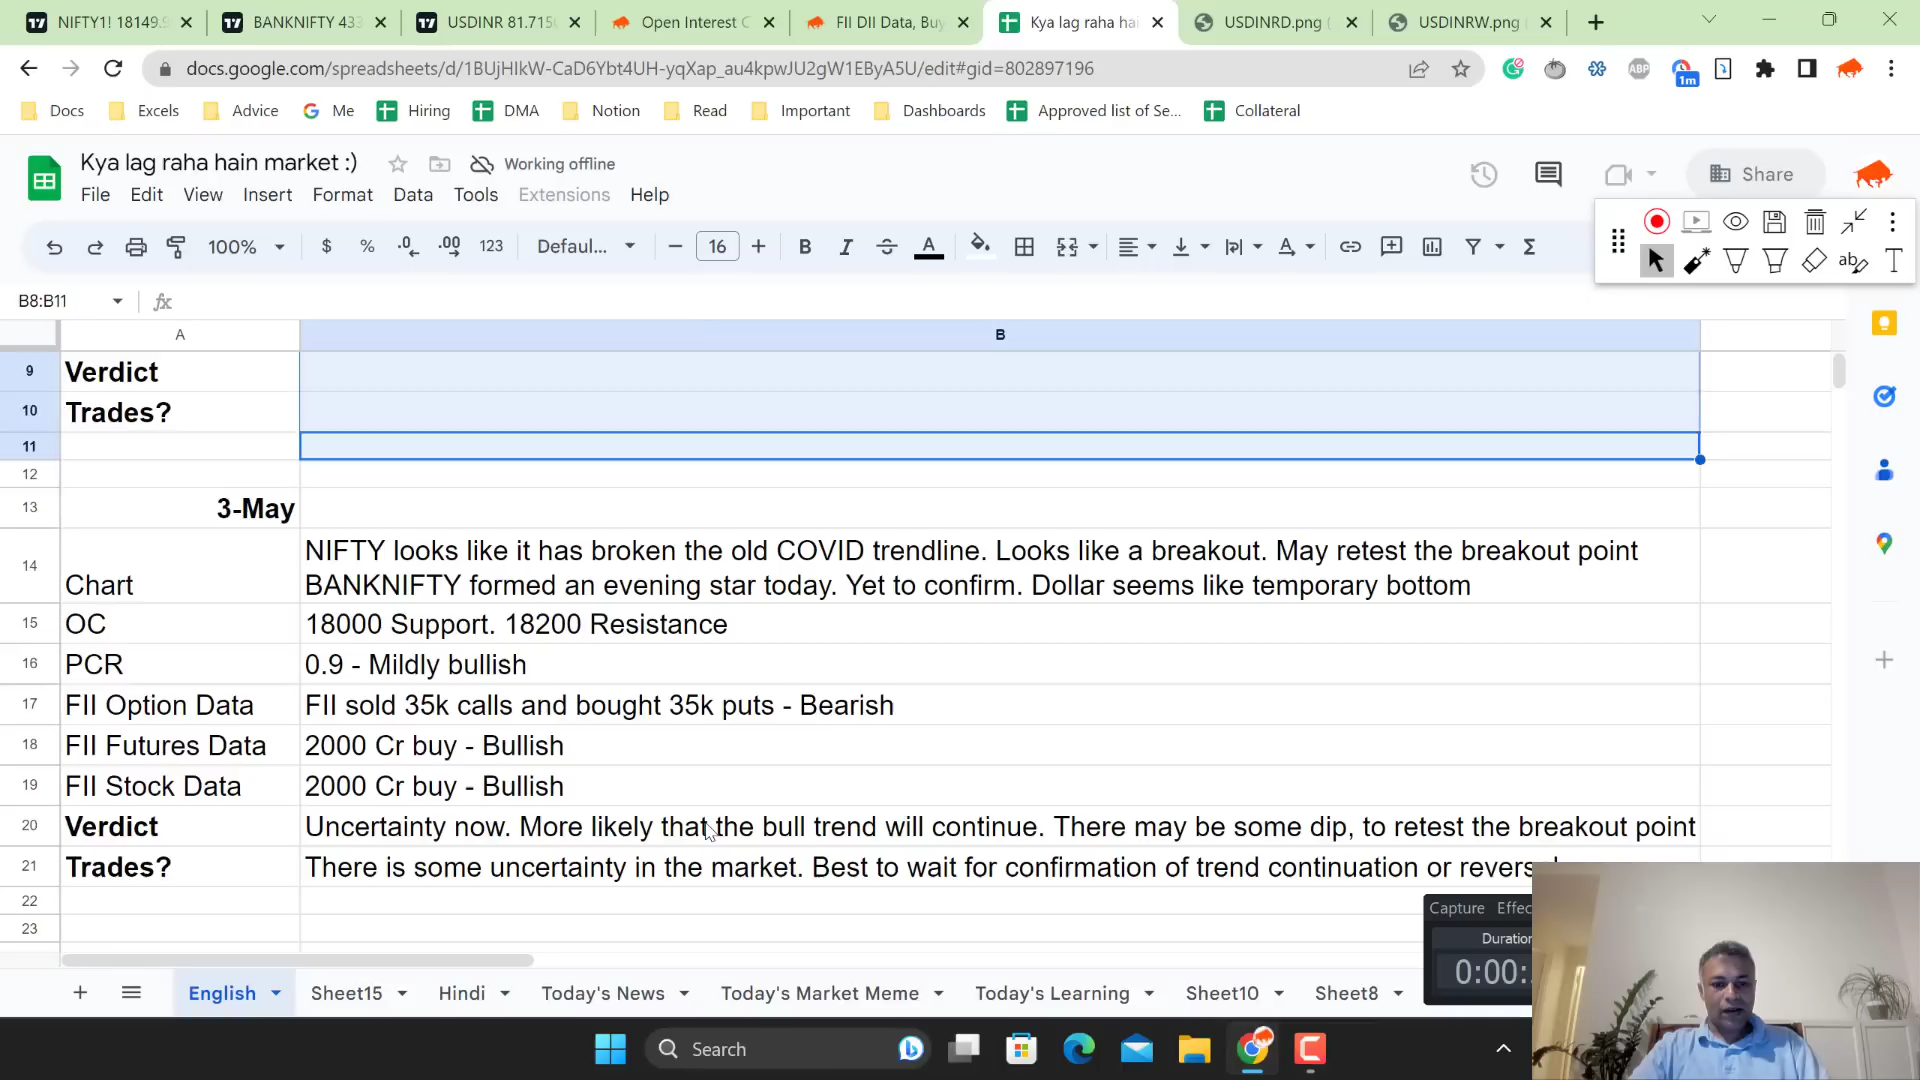 NIFTY1! 18149.
BANKNIFTY 433
USDINR 81.715
Open Interest C
FII DII Data, Buy
Kya lag raha hain
USDINRD.png (
USDINRW.png (
docs.google.com/spreadsheets/d/1BUjHIkW-CaD6Ybt4UH-yqXap_au4kpwJU2gW1EByA5U/edit#gid=802897196
ABP
1m
Docs
Excels
Advice
Me
Hiring
DMA
Notion
Read
Important
Dashboards
Approved list of Se...
Collateral
Kya lag raha hain market :)
Working offline
Share
File Edit View Insert Format Data Tools Extensions Help
100%
$ % .0 .00 123
Defaul...
16
B8:B11
fx
A B
9 Verdict
10 Trades?
11
12
13 3-May
NIFTY looks like it has broken the old COVID trendline. Looks like a breakout. May retest the breakout point
14 Chart BANKNIFTY formed an evening star today. Yet to confirm. Dollar seems like temporary bottom
15 OC 18000 Support. 18200 Resistance
16 PCR 0.9 - Mildly bullish
17 FII Option Data FII sold 35k calls and bought 35k puts - Bearish
18 FII Futures Data 2000 Cr buy - Bullish
19 FII Stock Data 2000 Cr buy - Bullish
20 Verdict Uncertainty now. More likely that the bull trend will continue. There may be some dip, to retest the breakout point
21 Trades? There is some uncertainty in the market. Best to wait for confirmation of trend continuation or revers
22
23
Capture Effec
Duration
0:00:
English
Sheet15
Hindi
Today's News
Today's Market Meme
Today's Learning
Sheet10
Sheet8
Search